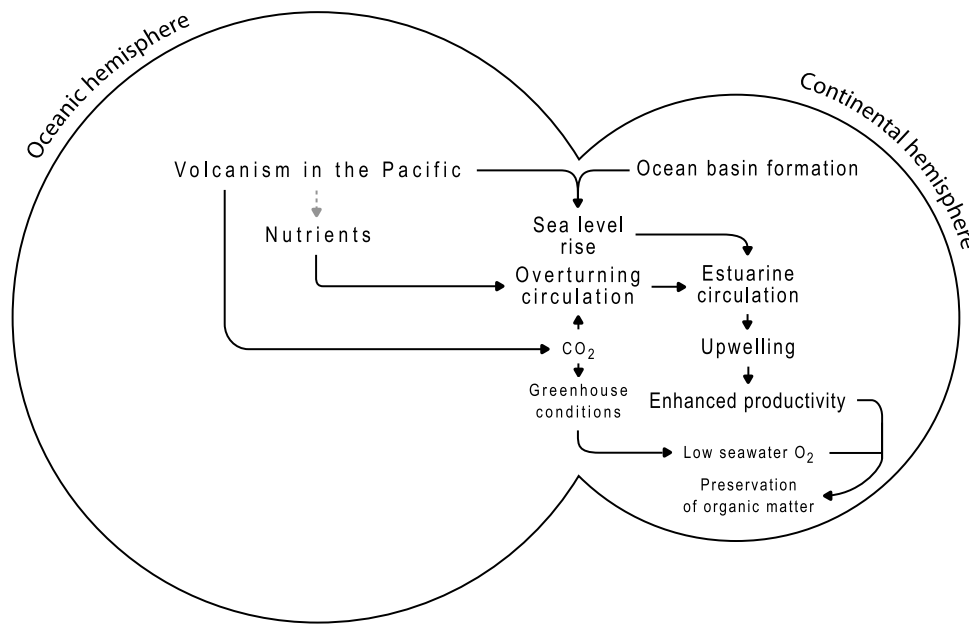 Oceanic hemisphere
Continental hemisphere
Volcanism in the Pacific
Ocean basin formation
Nutrients
Sea level
rise
Overturning
circulation
Estuarine
circulation
CO₂
Upwelling
Greenhouse
conditions
Enhanced productivity
Low seawater O₂
Preservation
of organic matter